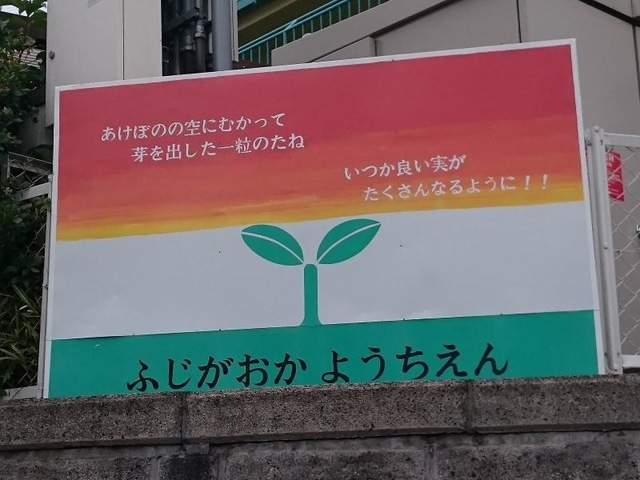 あけぼのの空にむかって
芽を出した一粒のたね
いつか良い実が
たくさんなるように！！
ふじがおか ようちえん